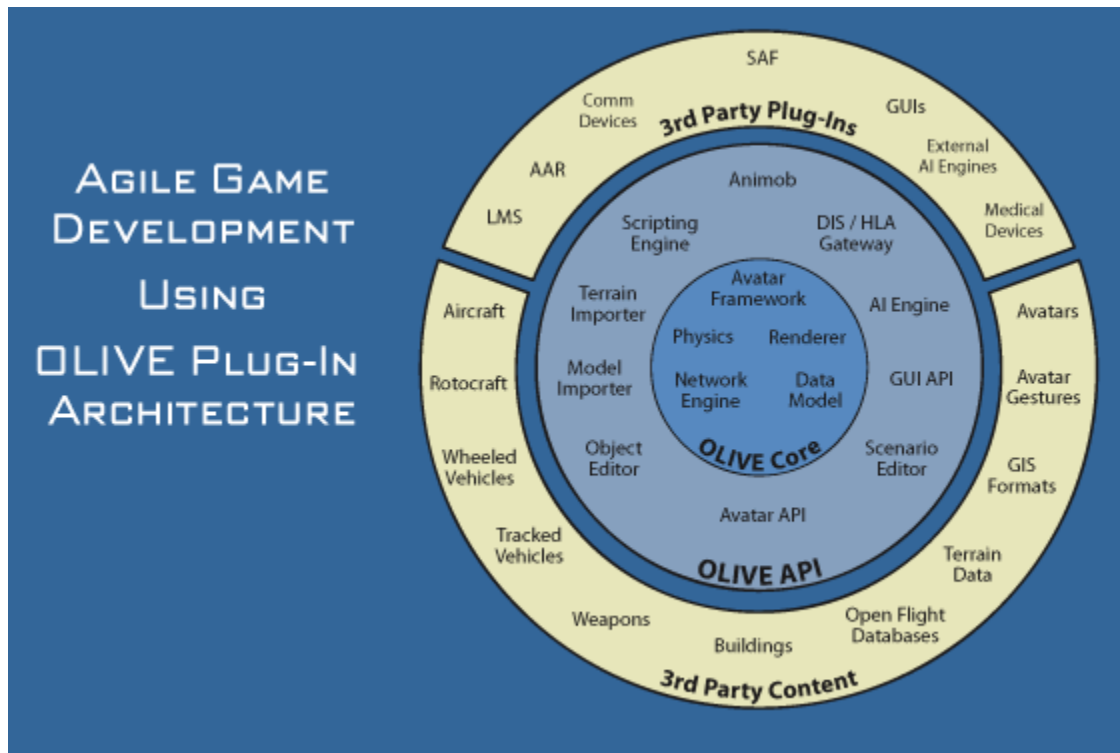 AGILE GAME
DEVELOPMENT
USING
OLIVE PLUG-IN
ARCHITECTURE
SAF
Comm
Devices
GUIs
3rd Party Plug-Ins
External
AI Engines
AAR
LMS
Medical
Devices
Animob
Scripting
Engine
DIS / HLA
Gateway
Terrain
Importer
AI Engine
Model
Importer
GUI API
Object
Editor
Scenario
Editor
Avatar API
OLIVE API
Avatar
Framework
Physics
Renderer
Network
Engine
Data
Model
OLIVE Core
Aircraft
Avatars
Rotocraft
Avatar
Gestures
Wheeled
Vehicles
GIS
Formats
Tracked
Vehicles
Terrain
Data
Weapons
Buildings
Open Flight
Databases
3rd Party Content